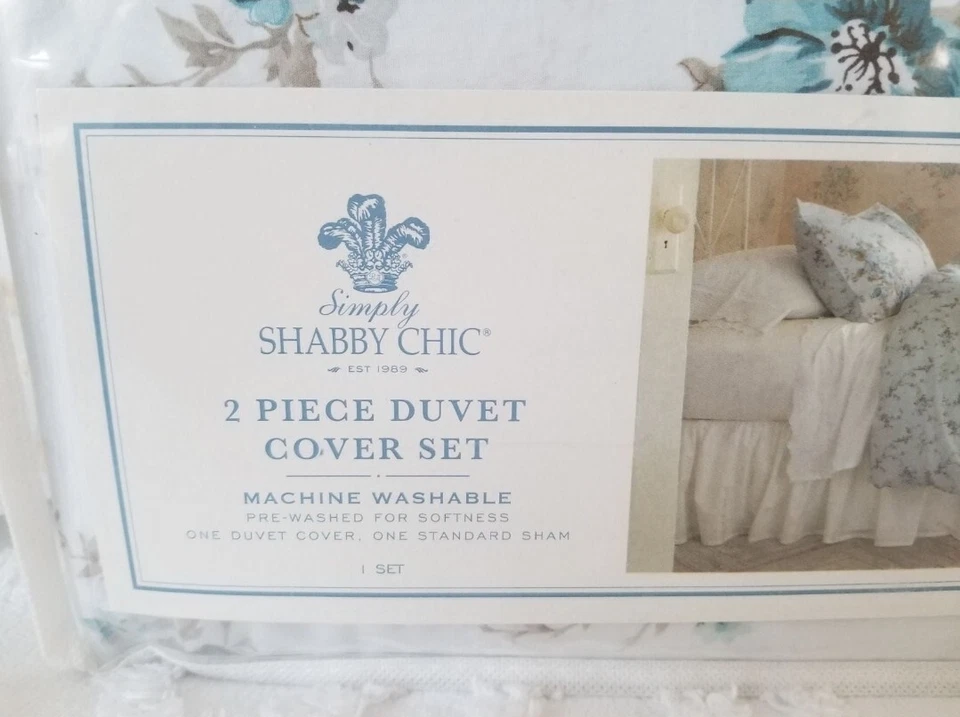 Simply
SHABBY CHIC®
EST 1989
2 PIECE DUVET
COVER SET
MACHINE WASHABLE
PRE-WASHED FOR SOFTNESS
ONE DUVET COVER, ONE STANDARD SHAM
1 SET